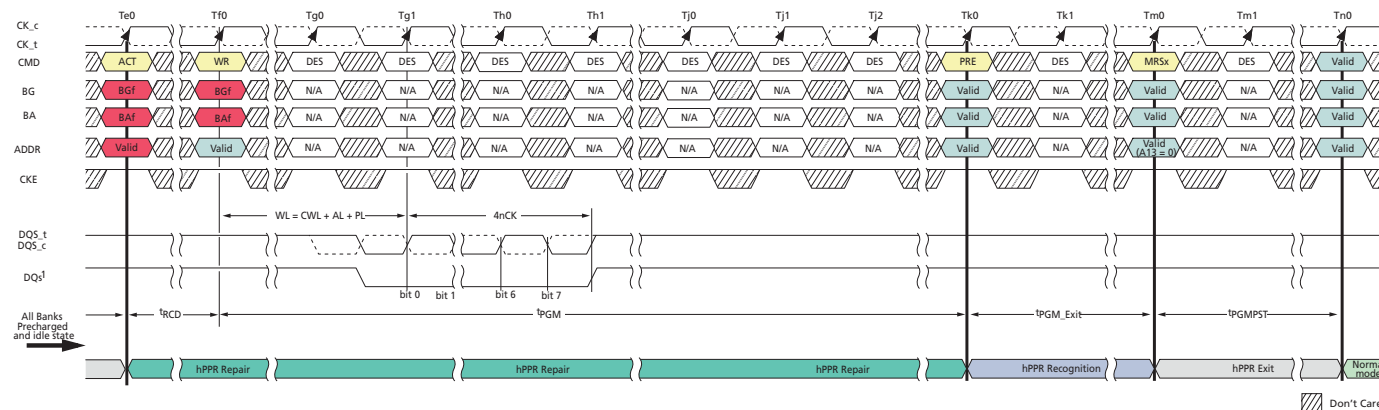 Te0 Tf0 Tg0 Tg1 Th0 Th1 Tj0 Tj1 Tj2 Tk0 Tk1 Tm0 Tm1 Tn0
CK_c
CK_t
CMD ACT WR DES DES DES DES DES DES DES PRE DES MRSx DES Valid
BG BGf BGf N/A N/A N/A N/A N/A N/A N/A Valid N/A Valid N/A Valid
BA BAf BAf N/A N/A N/A N/A N/A N/A N/A Valid N/A Valid N/A Valid
ADDR Valid Valid N/A N/A N/A N/A N/A N/A N/A Valid N/A Valid (A13 = 0) N/A Valid
CKE
WL = CWL + AL + PL 4nCK
DQS_t
DQS_c
DQs1
bit 0 bit 1 bit 6 bit 7
All Banks
Precharged
and idle state
tRCD tPGM tPGM_Exit tPGMPST
hPPR Repair hPPR Repair hPPR Repair hPPR Recognition hPPR Exit
mode
Don't Care